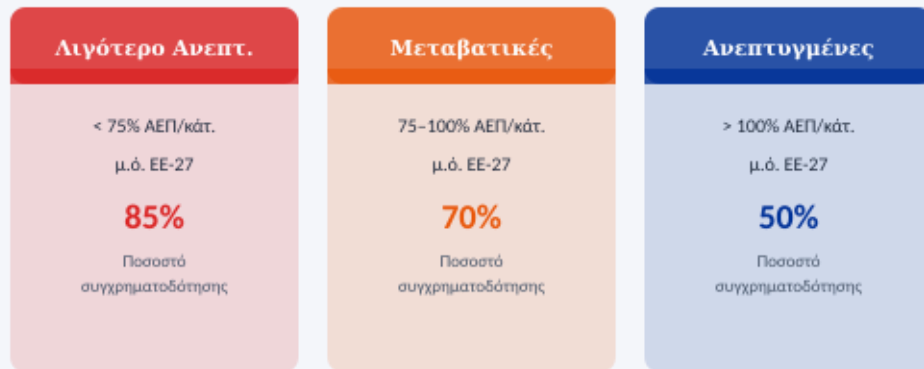 Λιγότερο Ανεπτ.
< 75% ΑΕΠ/κάτ.
μ.ό. ΕΕ-27
85%
Ποσοστό
συγχρηματοδότησης
Μεταβατικές
75–100% ΑΕΠ/κάτ.
μ.ό. ΕΕ-27
70%
Ποσοστό
συγχρηματοδότησης
Ανεπτυγμένες
> 100% ΑΕΠ/κάτ.
μ.ό. ΕΕ-27
50%
Ποσοστό
συγχρηματοδότησης